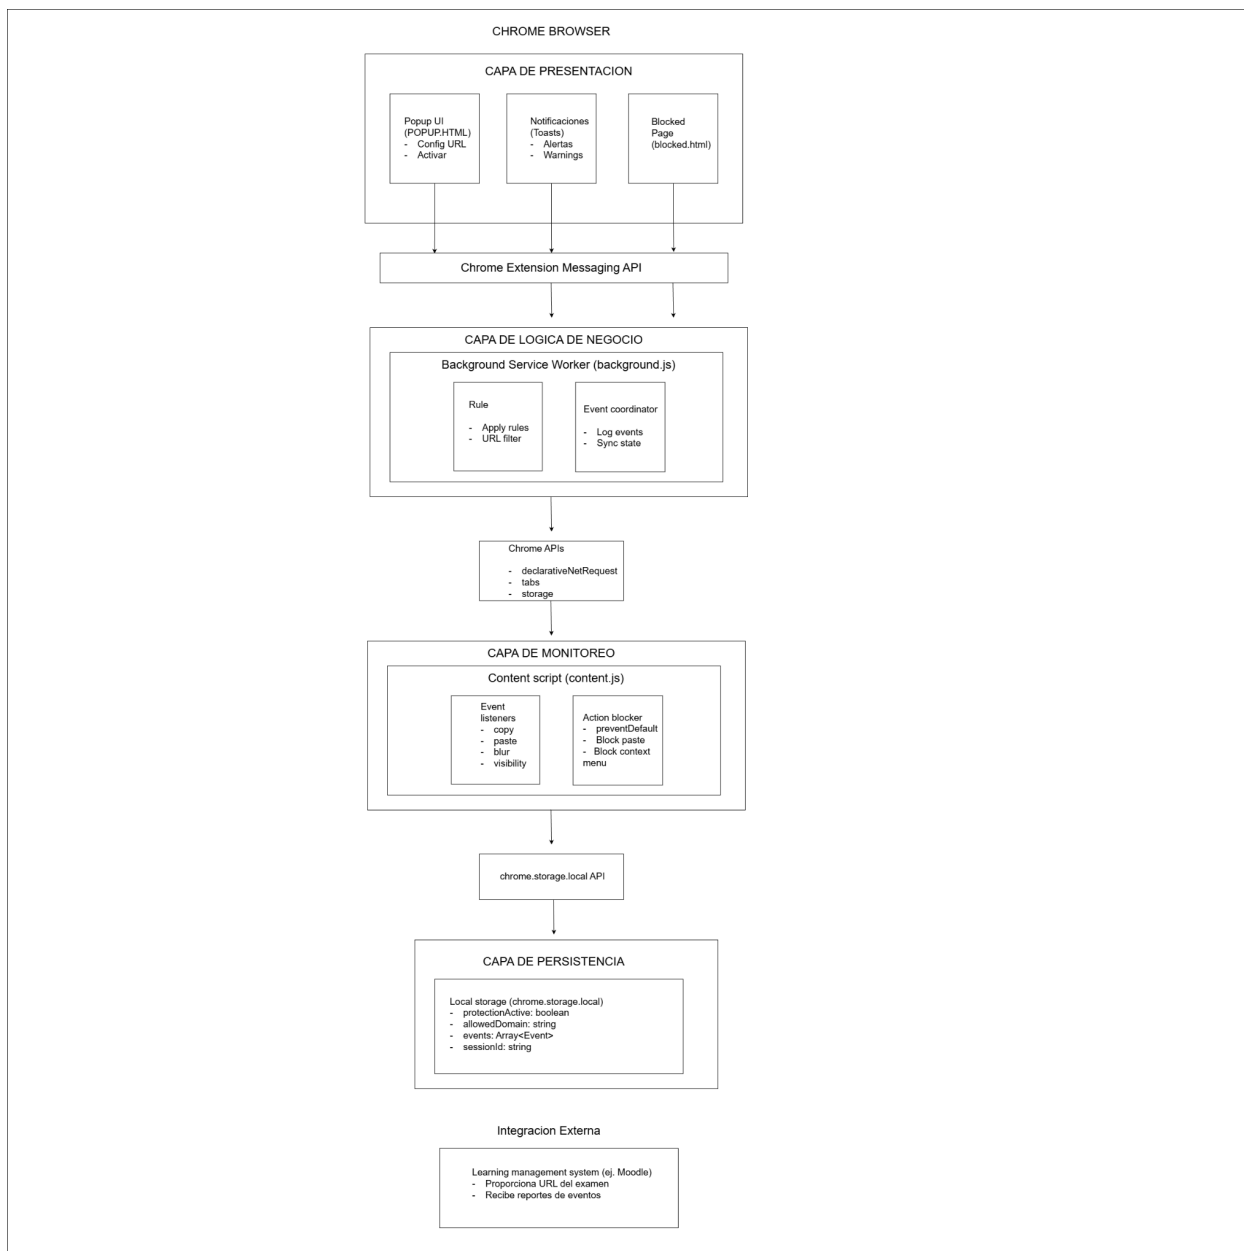 CHROME BROWSER
CAPA DE PRESENTACION
Popup UI
(POPUP.HTML)
- Config URL
- Activar
Notificaciones
(Toasts)
- Alertas
- Warnings
Blocked
Page
(blocked.html)
Chrome Extension Messaging API
CAPA DE LOGICA DE NEGOCIO
Background Service Worker (background.js)
Rule
- Apply rules
- URL filter
Event coordinator
- Log events
- Sync state
Chrome APIs
- declarativeNetRequest
- tabs
- storage
CAPA DE MONITOREO
Content script (content.js)
Event
listeners
- copy
- paste
- blur
- visibility
Action blocker
- preventDefault
- Block paste
- Block context
menu
chrome.storage.local API
CAPA DE PERSISTENCIA
Local storage (chrome.storage.local)
- protectionActive: boolean
- allowedDomain: string
- events: Array<Event>
- sessionId: string
Integracion Externa
Learning management system (ej. Moodle)
- Proporciona URL del examen
- Recibe reportes de eventos